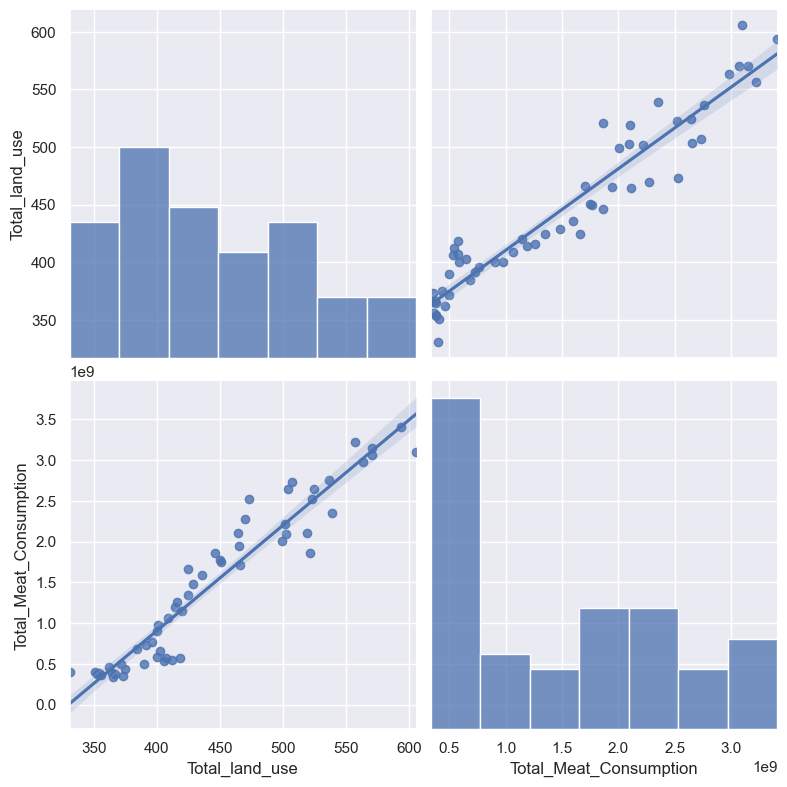 600
550
500
450
400
350
Total_land_use
1e9
3.5
3.0
2.5
2.0
1.5
1.0
0.5
0.0
Total_Meat_Consumption
350 400 450 500 550 600
Total_land_use
0.5 1.0 1.5 2.0 2.5 3.0
Total_Meat_Consumption
1e9